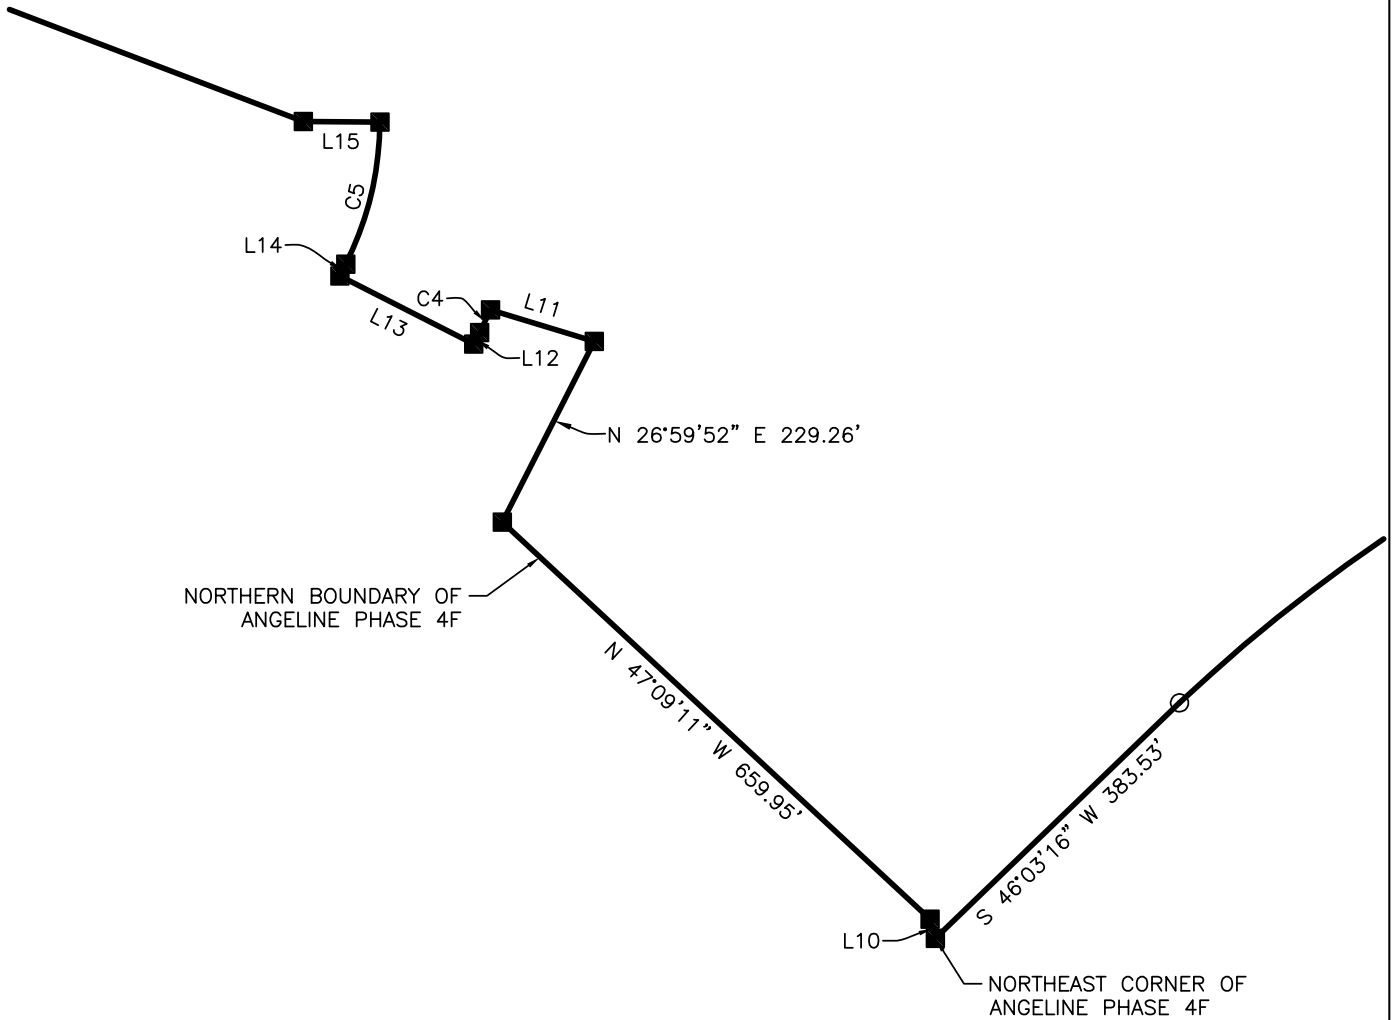 L15
C5
L14
C4
L11
L13
L12
N 26°59'52" E 229.26'
NORTHERN BOUNDARY OF
ANGELINE PHASE 4F
N 47°09'11" W 659.95'
S 46°03'16" W 383.53'
L10
NORTHEAST CORNER OF
ANGELINE PHASE 4F